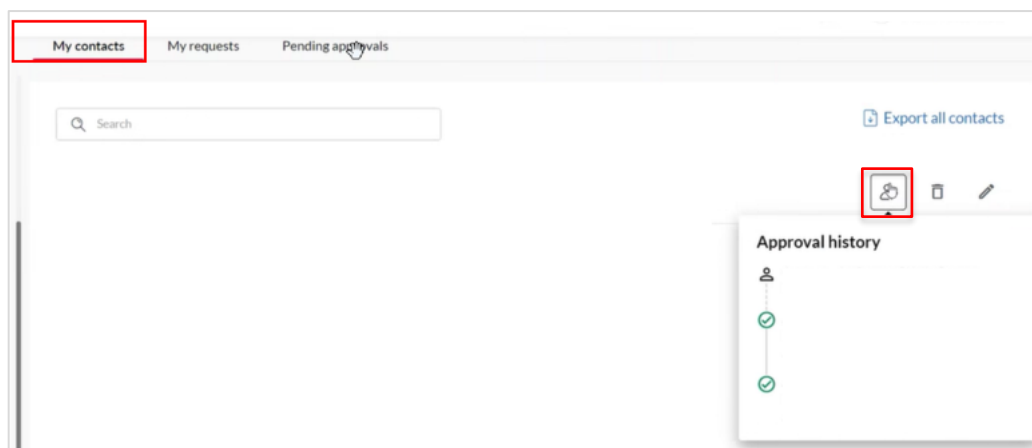 My contacts
My requests
Pending approvals
Search
Export all contacts
Approval history